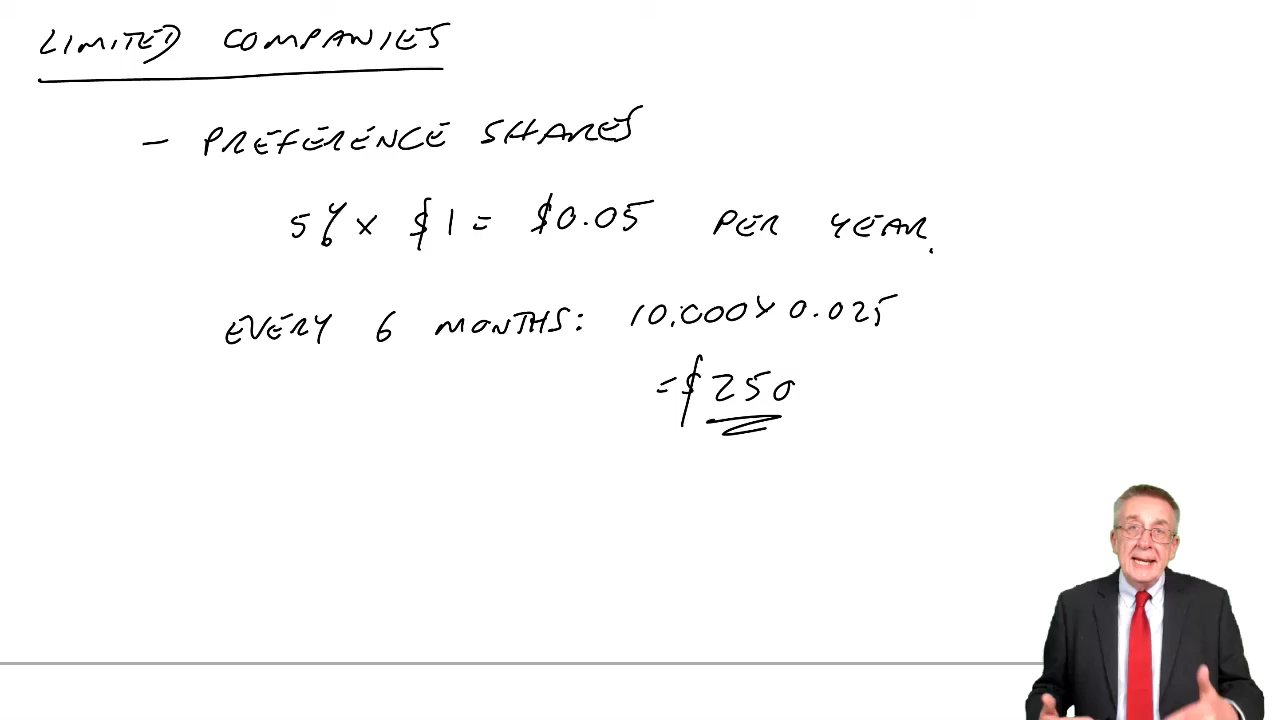 LIMITED COMPANIES
- PREFERENCE SHARES
5% × $1 = $0.05 PER YEAR.
EVERY 6 MONTHS: 10,000 × 0.025
= $250